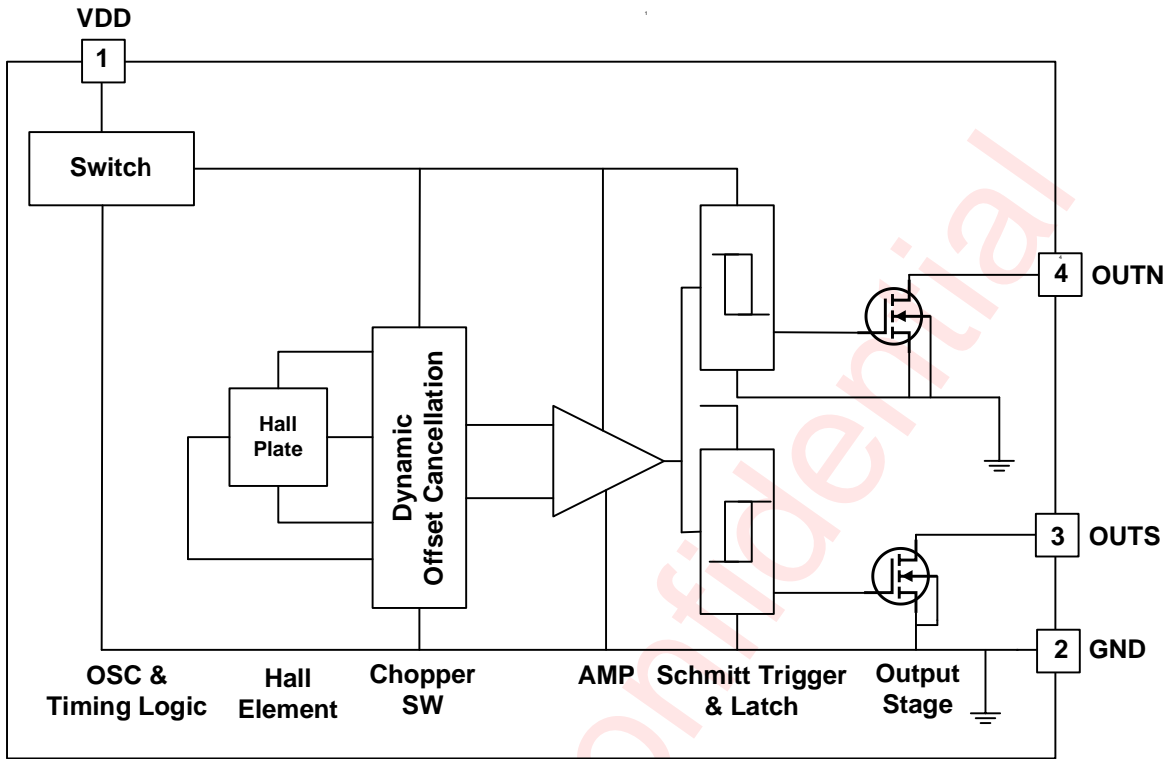 VDD
1
Switch
4 OUTN
Hall
Plate
Dynamic
Offset Cancellation
3 OUTS
2 GND
OSC &
Timing Logic
Hall
Element
Chopper
SW
AMP
Schmitt Trigger
& Latch
Output
Stage
onfidential